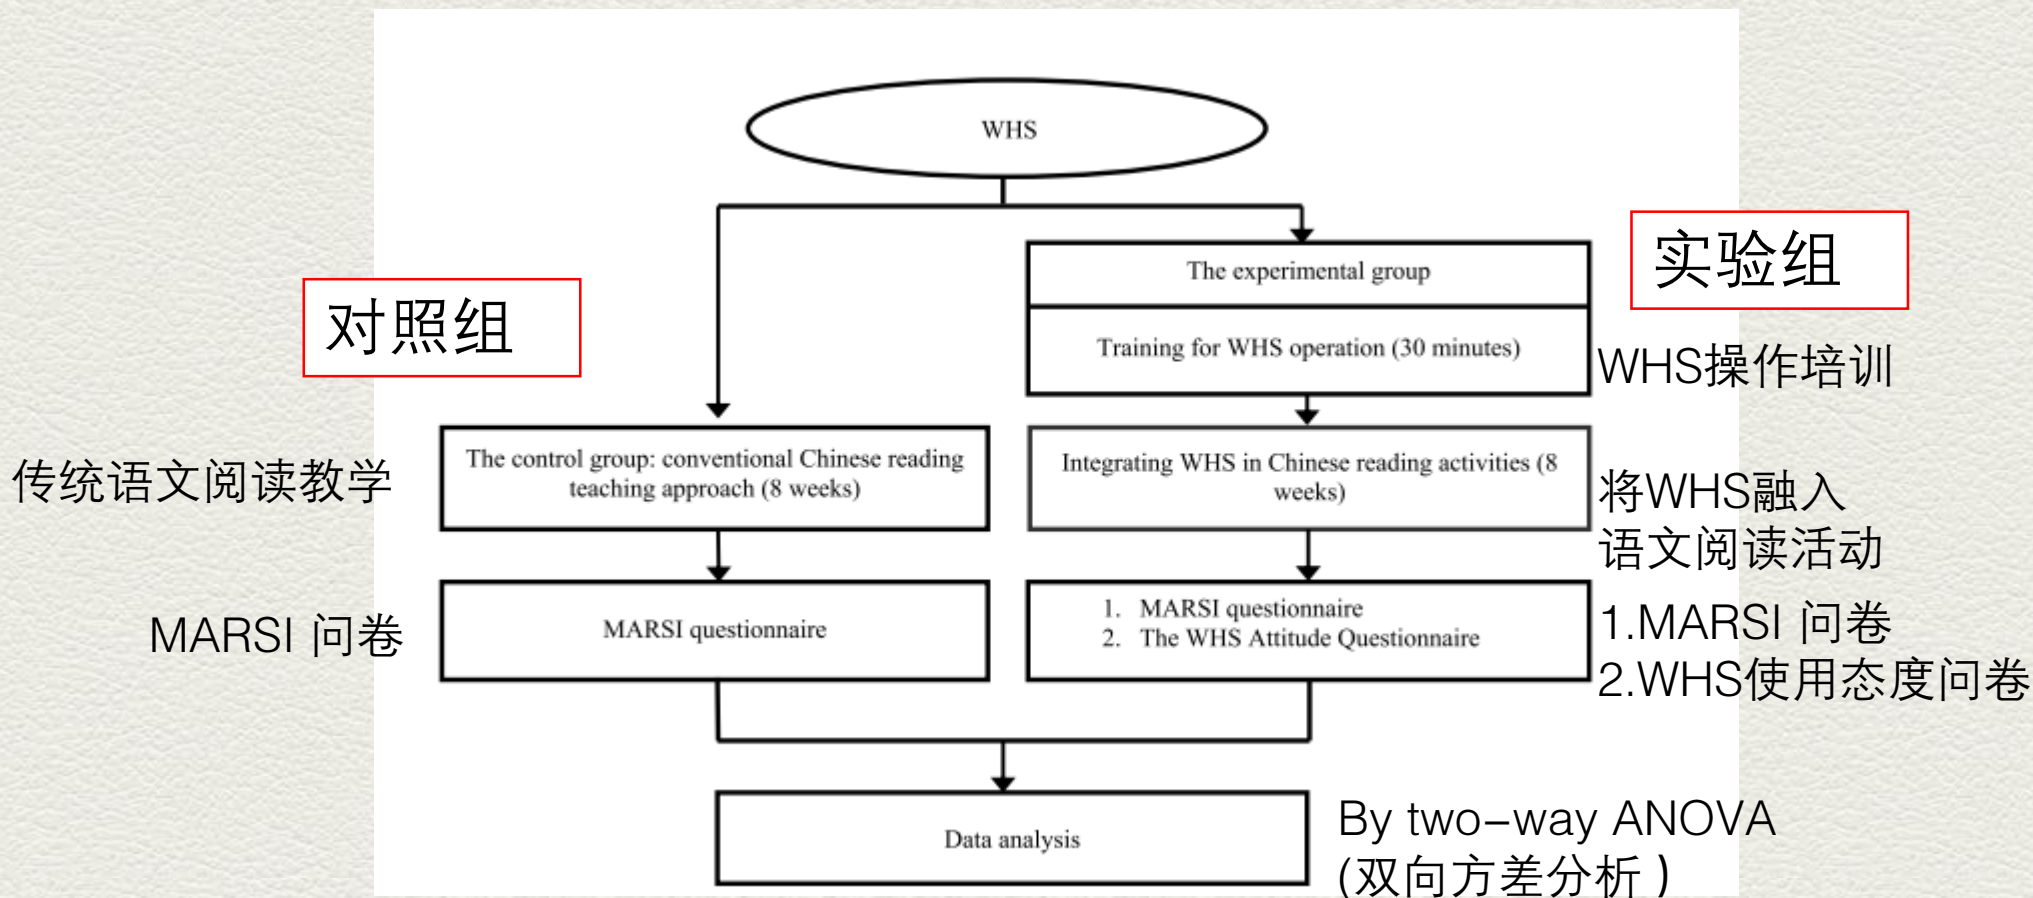 WHS
实验组
The experimental group
对照组
Training for WHS operation (30 minutes)
WHS操作培训
传统语文阅读教学
The control group: conventional Chinese reading
teaching approach (8 weeks)
Integrating WHS in Chinese reading activities (8
weeks)
将WHS融入
语文阅读活动
MARSI 问卷
MARSI questionnaire
1. MARSI questionnaire
2. The WHS Attitude Questionnaire
1.MARSI 问卷
2.WHS使用态度问卷
Data analysis
By two-way ANOVA
(双向方差分析 )